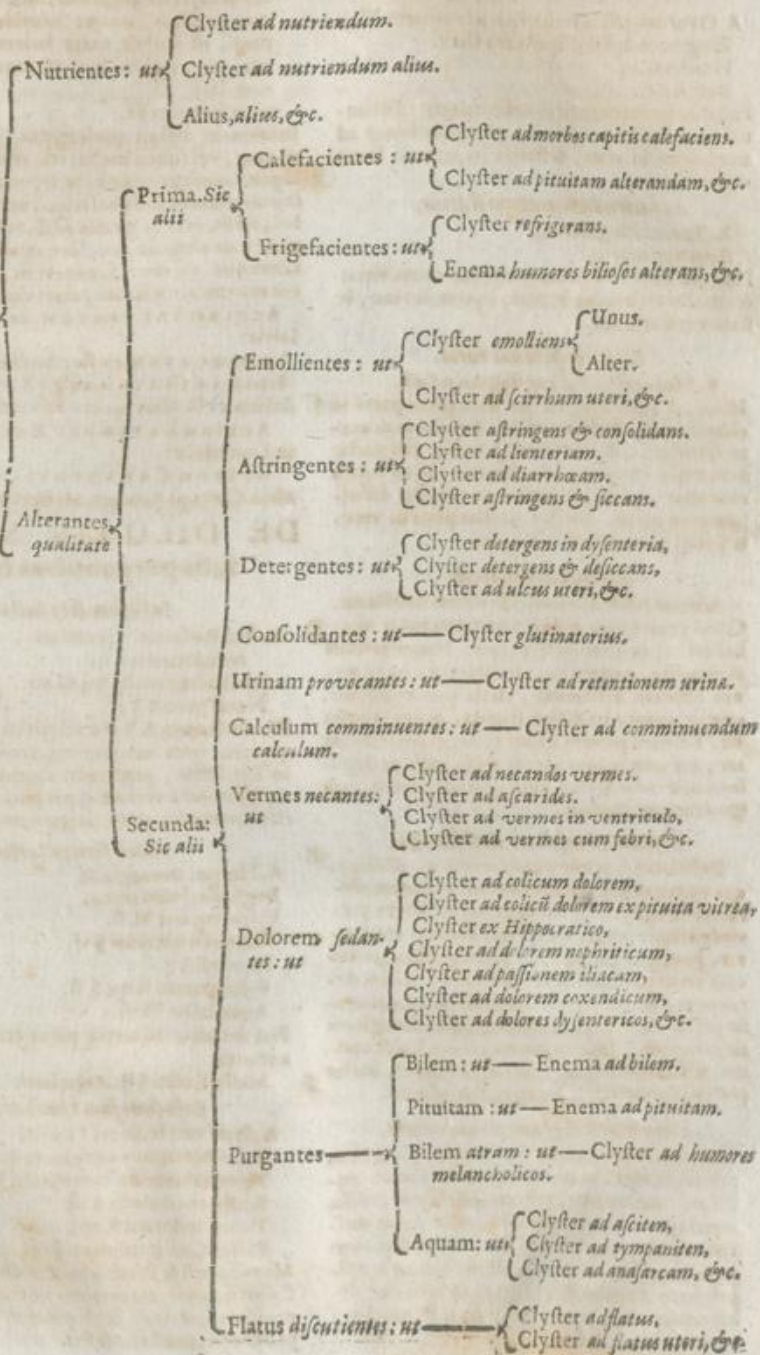 Clyſter ad nutriendum.
Nutrientes: ut
Clyſter ad nutriendum alius.
Alius, alius, &c.
Prima. Sic
alii
Calefacientes : ut
Clyſter ad morbos capitis calefaciens.
Clyſter ad pituitam alterandam, &c.
Frigefacientes : ut
Clyſter refrigerans.
Enema humores bilioſos alterans, &c.
Alterantes
qualitate
Emollientes : ut
Clyſter emolliens
Unus.
Alter.
Clyſter ad ſcirrhum uteri, &c.
Aſtringentes : ut
Clyſter aſtringens & conſolidans.
Clyſter ad lienteriam.
Clyſter ad diarrhœam.
Clyſter aſtringens & ſiccans.
Detergentes: ut
Clyſter detergens in dyſenteria,
Clyſter detergens & deſiccans,
Clyſter ad ulcus uteri, &c.
Conſolidantes : ut — Clyſter glutinatorius.
Urinam provocantes : ut — Clyſter ad retentionem urinæ.
Calculum comminuentes : ut — Clyſter ad comminuendum
calculum.
Secunda:
Sic alii
Vermes necantes:
ut
Clyſter ad necandos vermes.
Clyſter ad aſcarides.
Clyſter ad vermes in ventriculo,
Clyſter ad vermes cum febri, &c.
Dolorem ſedan-
tes : ut
Clyſter ad colicum dolorem,
Clyſter ad colicū dolorem ex pituita vitrea,
Clyſter ex Hippocratico,
Clyſter ad dolorem nephriticum,
Clyſter ad paſſionem iliacam,
Clyſter ad dolorem coxendicum,
Clyſter ad dolores dyſentericos, &c.
Purgantes
Bilem : ut — Enema ad bilem.
Pituitam : ut — Enema ad pituitam.
Bilem atram : ut — Clyſter ad humores
melancholicos.
Aquam: ut
Clyſter ad aſciten,
Clyſter ad tympaniten,
Clyſter ad anaſarcam, &c.
Flatus diſcutientes : ut
Clyſter ad flatus,
Clyſter ad flatus uteri, &c.